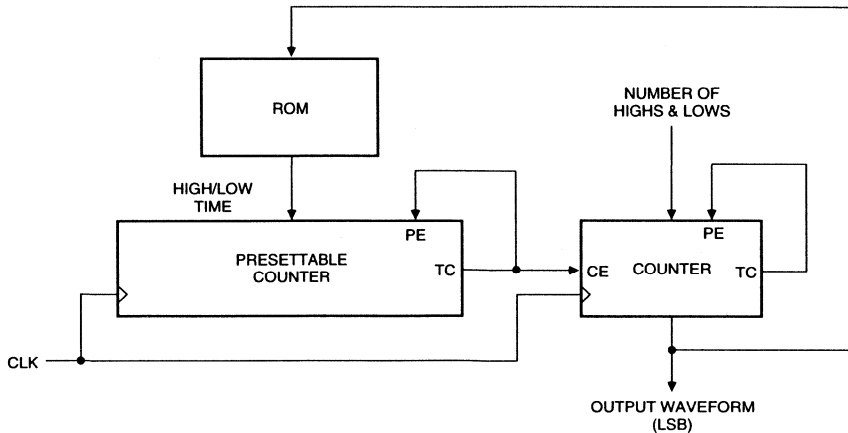 ROM
NUMBER OF
HIGHS & LOWS
HIGH/LOW
TIME
PE
PRESETTABLE
COUNTER
TC
PE
CE
COUNTER
TC
CLK
OUTPUT WAVEFORM
(LSB)